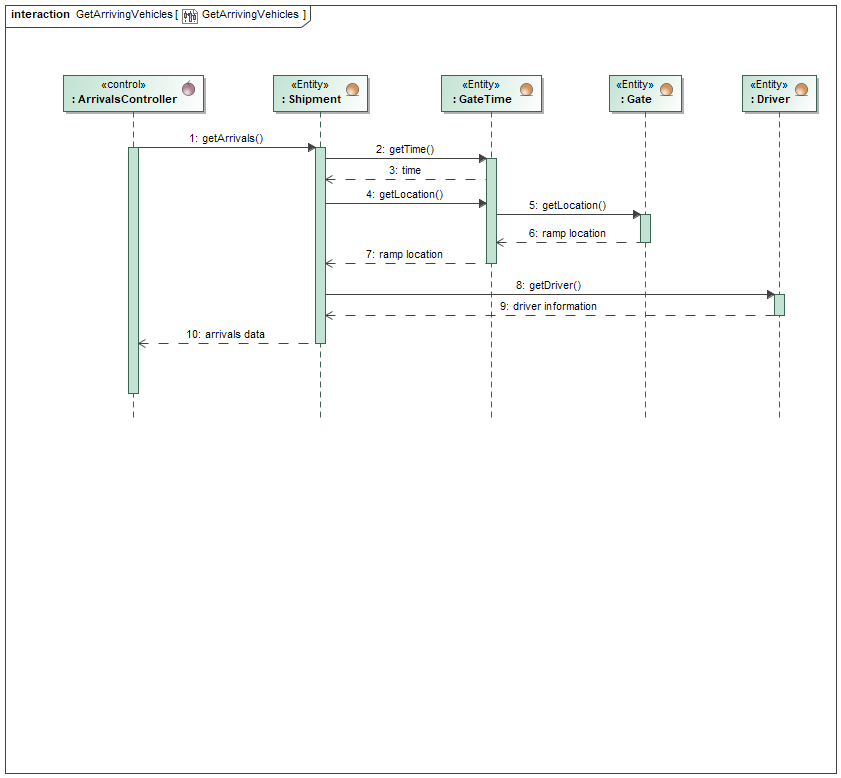 interaction GetArrivingVehicles [ GetArrivingVehicles ]
«control»
: ArrivalsController
«Entity»
: Shipment
«Entity»
: GateTime
«Entity»
: Gate
«Entity»
: Driver
1: getArrivals()
2: getTime()
3: time
4: getLocation()
5: getLocation()
6: ramp location
7: ramp location
8: getDriver()
9: driver information
10: arrivals data